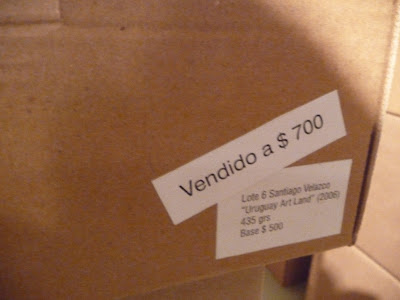 Vendido a $ 700
Lote 6 Santiago Velazco
"Uruguay Art Land" (2006)
435 grs
Base $ 500